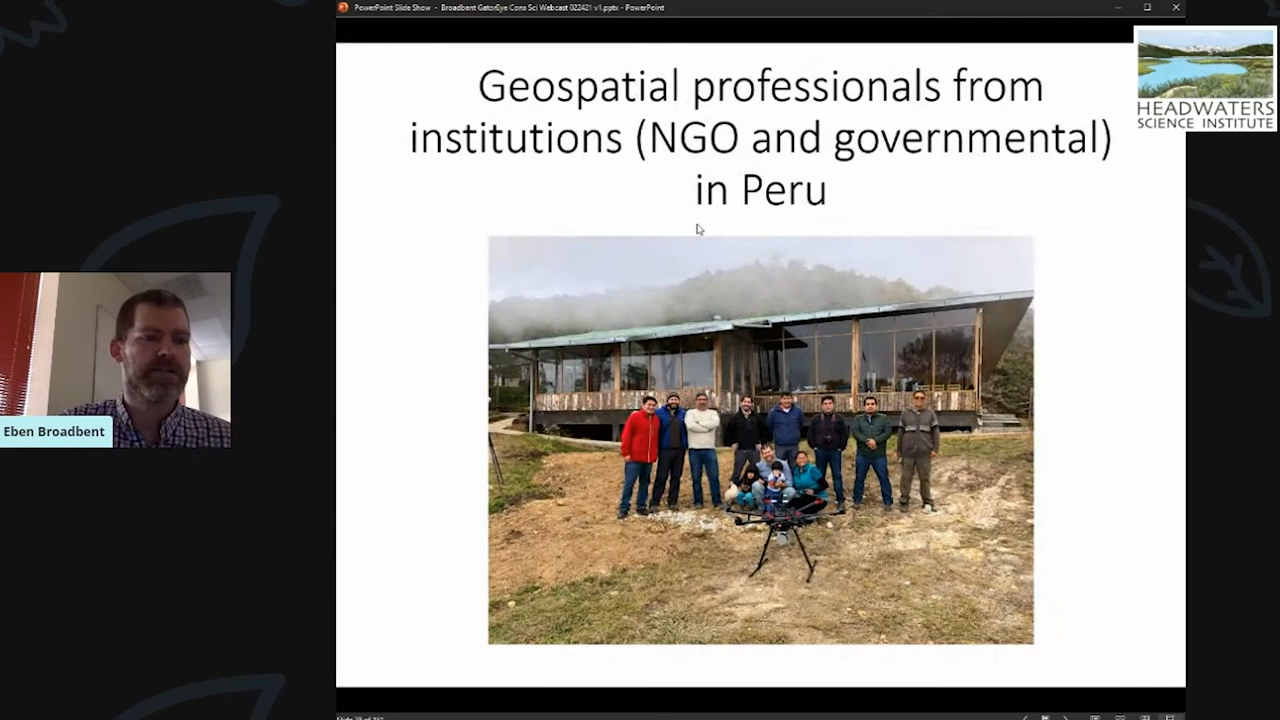 PowerPoint Slide Show - Broadbent GatorEye Cons Sci Webcast 022421 v1.pptx - PowerPoint
Geospatial professionals from
institutions (NGO and governmental)
in Peru
HEADWATERS
SCIENCE INSTITUTE
Eben Broadbent